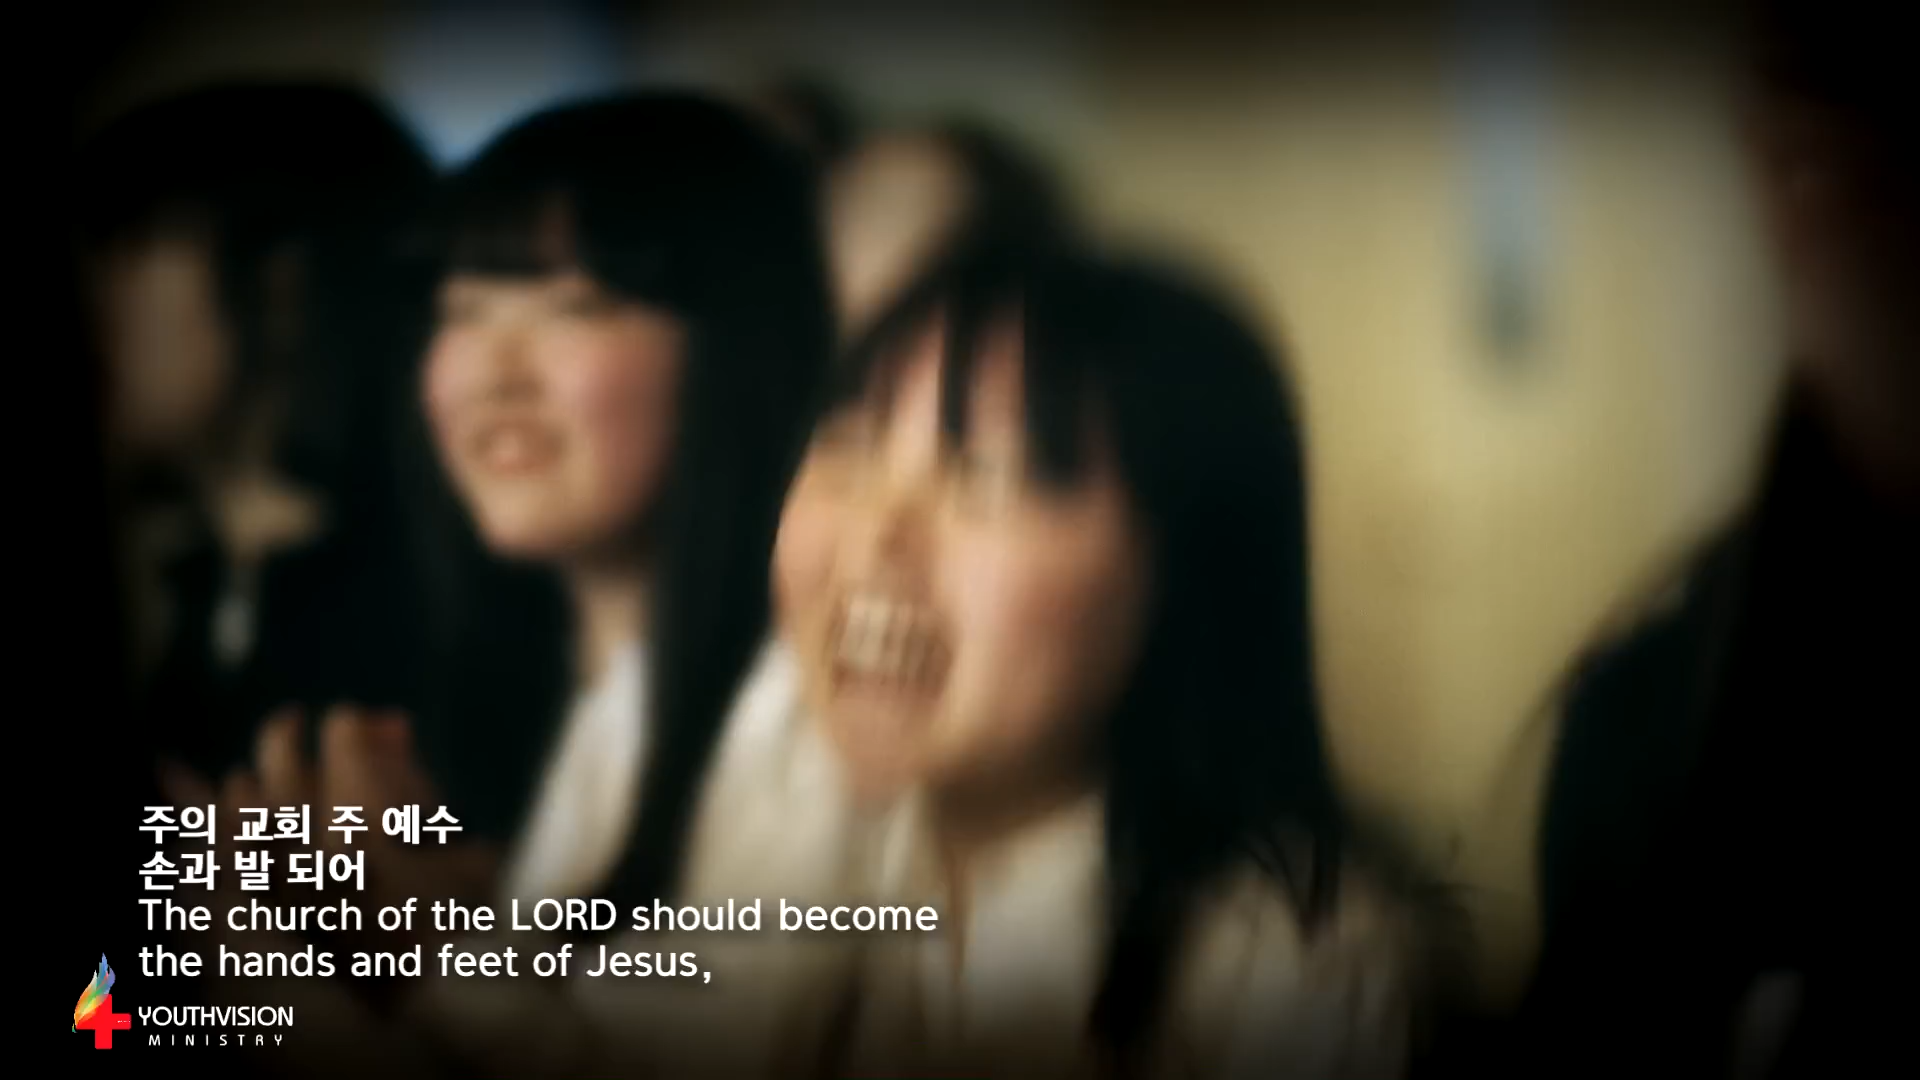 주의 교회 주 예수
손과 발 되어
The church of the LORD should become
the hands and feet of Jesus,
YOUTHVISION
MINISTRY